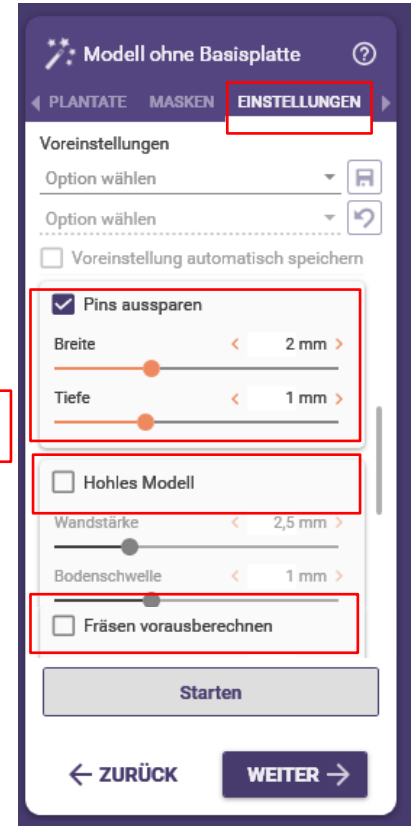 Modell ohne Basisplatte
PLANTATE MASKEN EINSTELLUNGEN
Voreinstellungen
Option wählen
Option wählen
Voreinstellung automatisch speichern
Pins aussparen
Breite 2 mm
Tiefe 1 mm
Hohles Modell
Wandstärke 2,5 mm
Bodenschwelle 1 mm
Fräsen vorausberechnen
Starten
ZURÜCK WEITER